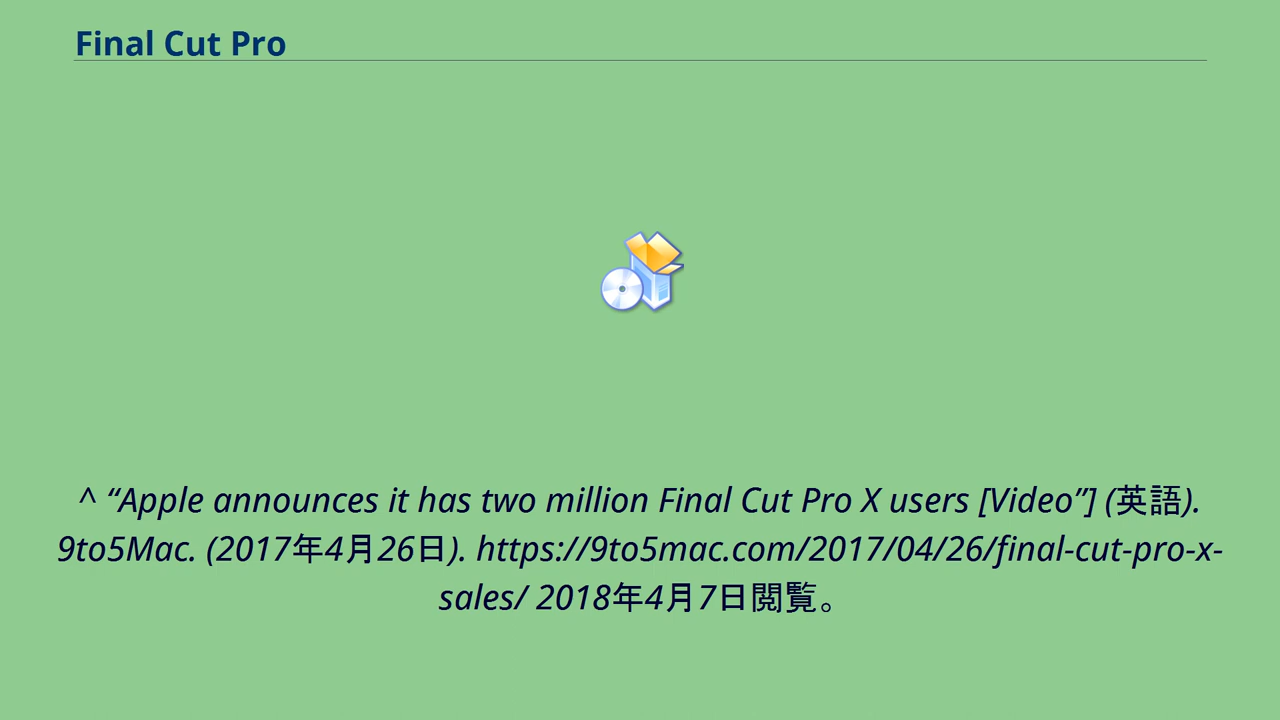 Final Cut Pro
^ “Apple announces it has two million Final Cut Pro X users [Video”] (英語).
9to5Mac. (2017年4月26日). https://9to5mac.com/2017/04/26/final-cut-pro-x-
sales/ 2018年4月7日閲覧。